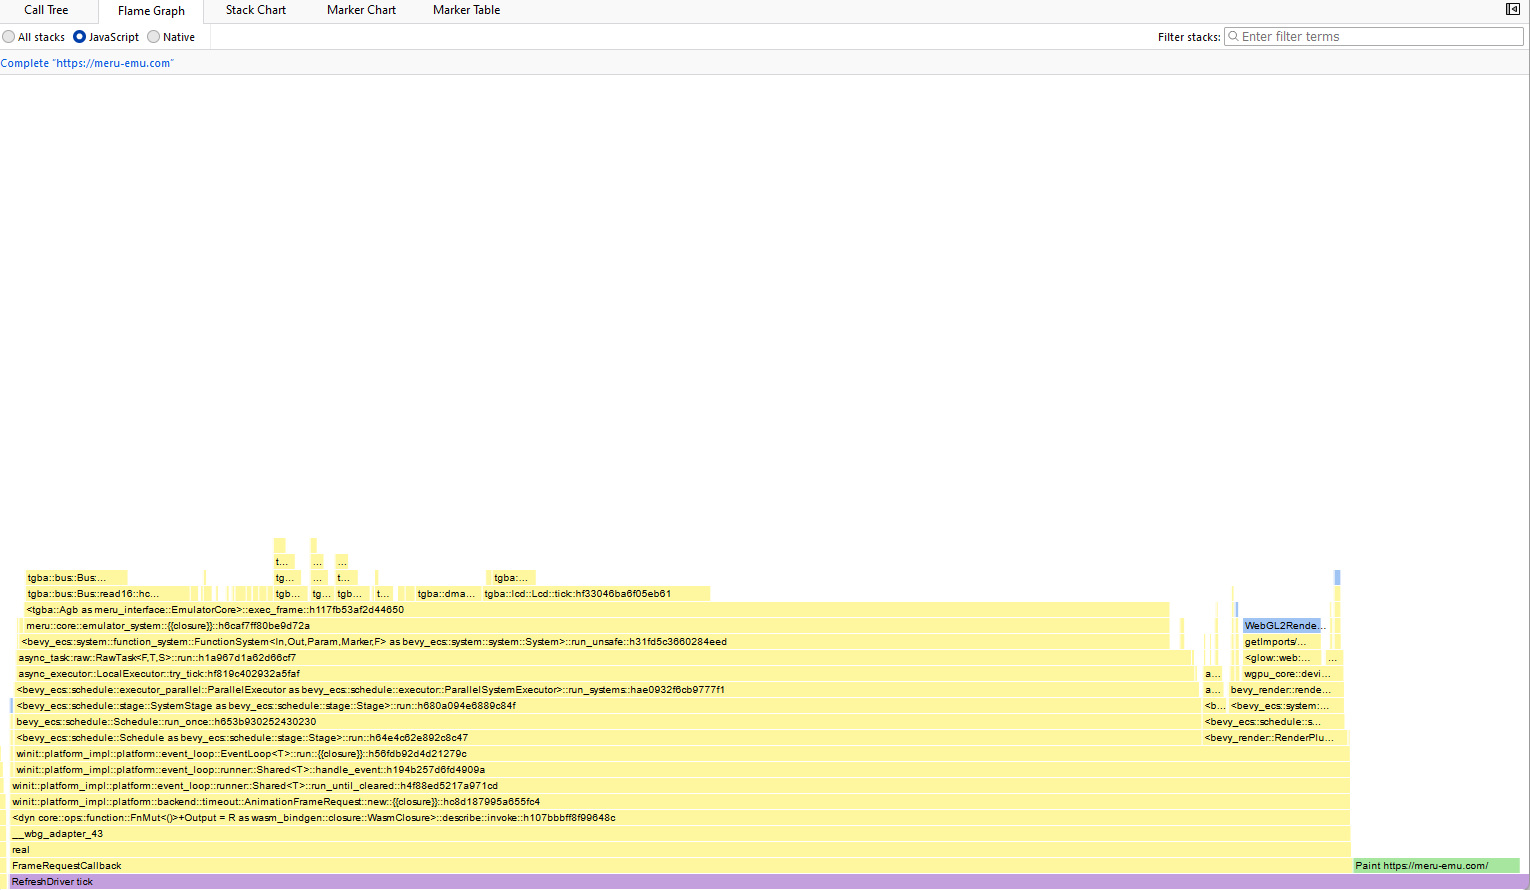 Call Tree Flame Graph Stack Chart Marker Chart Marker Table
All stacks JavaScript Native Filter stacks: Enter filter terms
Complete "https://meru-emu.com"
t... ... ...
tgba::bus::Bus:... tg... ... t... tgba:...
tgba::bus::Bus::read16::hc... tgb... tg... tgb... t... tgba::dma... tgba::lcd::Lcd::tick::hf33046ba6f05eb61
<tgba::Agb as meru_interface::EmulatorCore>::exec_frame::h117fb53af2d44650
meru::core::emulator_system::{{closure}}::h6caf7ff80be9d72a WebGL2Rende...
<bevy_ecs::system::function_system::FunctionSystem<In,Out,Param,Marker,F> as bevy_ecs::system::system::System>::run_unsafe::h31fd5c3660284eed getImports/...
async_task::raw::RawTask<F,T,S>::run::h1a967d1a62d66cf7 <glow::web:... ...
async_executor::LocalExecutor::try_tick::hf819c402932a5faf a... wgpu_core::devi...
<bevy_ecs::schedule::executor_parallel::ParallelExecutor as bevy_ecs::schedule::executor::ParallelSystemExecutor>::run_systems::hae0932f6cb9777f1 a... bevy_render::rende...
<bevy_ecs::schedule::stage::SystemStage as bevy_ecs::schedule::stage::Stage>::run::h680a094e6889c84f <b... <bevy_ecs::system:...
bevy_ecs::schedule::Schedule::run_once::h653b930252430230 <bevy_ecs::schedule::s...
<bevy_ecs::schedule::Schedule as bevy_ecs::schedule::stage::Stage>::run::h64e4c62e892c8c47 <bevy_render::RenderPlu...
winit::platform_impl::platform::event_loop::EventLoop<T>::run::{{closure}}::h56fdb92d4d21279c
winit::platform_impl::platform::event_loop::runner::Shared<T>::handle_event::h194b257d6fd4909a
winit::platform_impl::platform::event_loop::runner::Shared<T>::run_until_cleared::h4f88ed5217a971cd
winit::platform_impl::platform::backend::timeout::AnimationFrameRequest::new::{{closure}}::hc8d187995a655fc4
<dyn core::ops::function::FnMut<()>+Output = R as wasm_bindgen::closure::WasmClosure>::describe::invoke::h107bbbff8f99648c
__wbg_adapter_43
real
FrameRequestCallback Paint https://meru-emu.com/
RefreshDriver tick